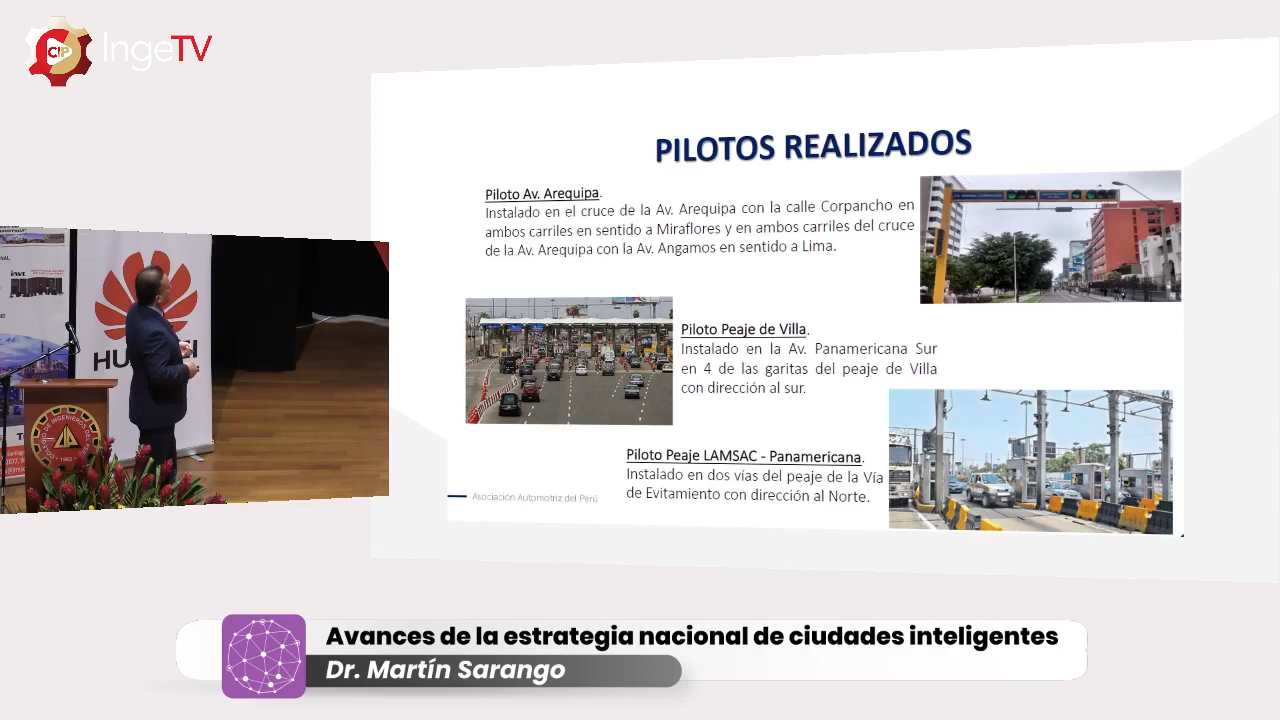 CIP IngeTV
PILOTOS REALIZADOS
Piloto Av. Arequipa.
Instalado en el cruce de la Av. Arequipa con la calle Corpancho en
ambos carriles en sentido a Miraflores y en ambos carriles del cruce
de la Av. Arequipa con la Av. Angamos en sentido a Lima.
Piloto Peaje de Villa.
Instalado en la Av. Panamericana Sur
en 4 de las garitas del peaje de Villa
con dirección al sur.
Piloto Peaje LAMSAC - Panamericana.
Instalado en dos vías del peaje de la Vía
de Evitamiento con dirección al Norte.
Asociación Automotriz del Perú
Avances de la estrategia nacional de ciudades inteligentes
Dr. Martín Sarango